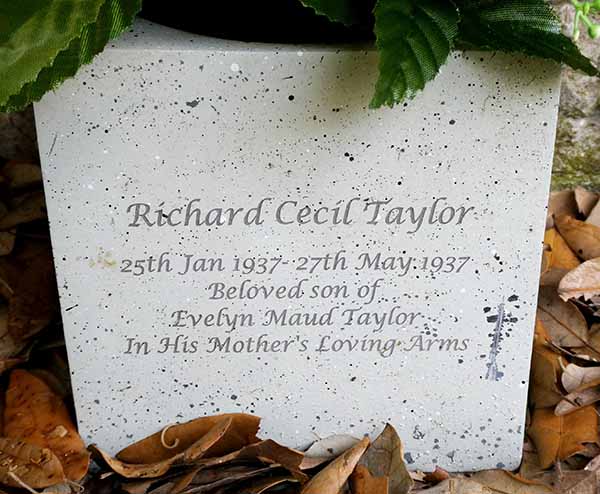 Richard Cecil Taylor
25th Jan 1937- 27th May 1937
Beloved son of
Evelyn Maud Taylor
In His Mother's Loving Arms